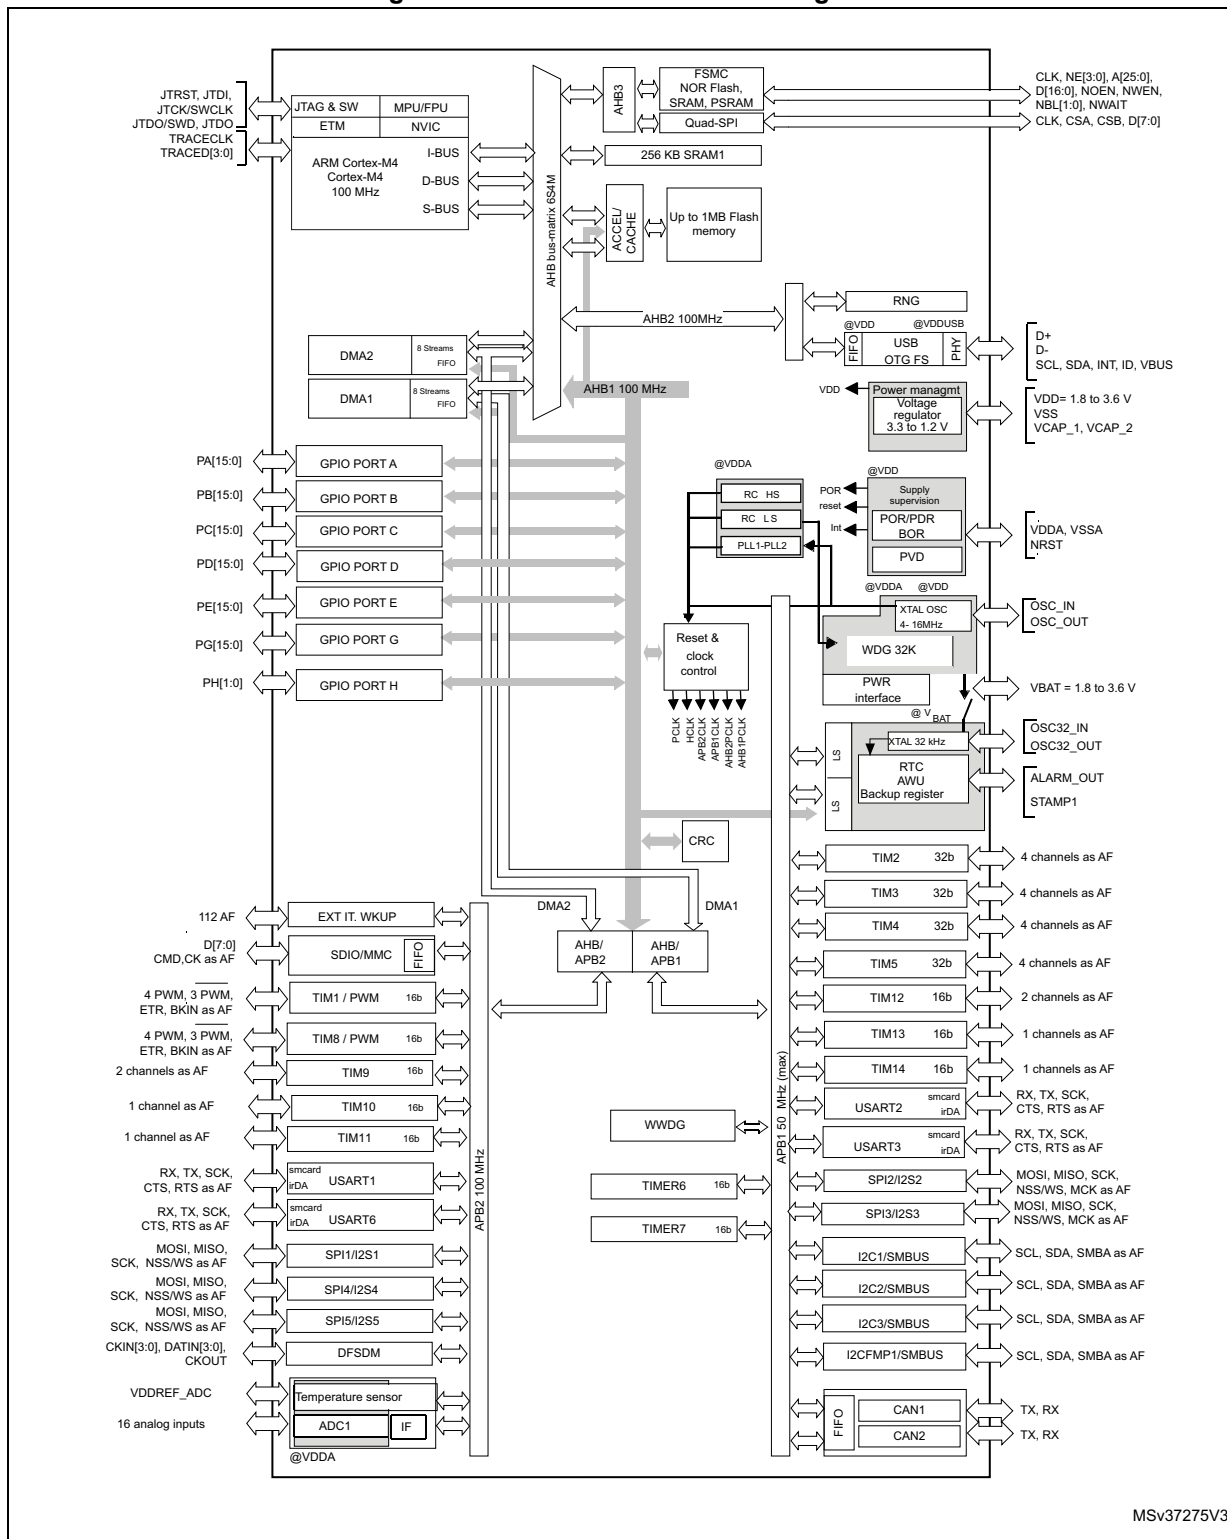 JTRST, JTDI,
JTCK/SWCLK
JTDO/SWD, JTDO
TRACECLK
TRACED[3:0]
JTAG & SW
MPU/FPU
ETM
NVIC
ARM Cortex-M4
Cortex-M4
100 MHz
I-BUS
D-BUS
S-BUS
AHB bus-matrix 6S4M
AHB3
FSMC
NOR Flash,
SRAM, PSRAM
Quad-SPI
CLK, NE[3:0], A[25:0],
D[16:0], NOEN, NWEN,
NBL[1:0], NWAIT
CLK, CSA, CSB, D[7:0]
256 KB SRAM1
ACCEL/
CACHE
Up to 1MB Flash
memory
AHB2 100MHz
RNG
@VDD
@VDDUSB
FIFO
USB
OTG FS
PHY
D+
D-
SCL, SDA, INT, ID, VBUS
DMA2
8 Streams
FIFO
DMA1
8 Streams
FIFO
AHB1 100 MHz
VDD
Power managmt
Voltage
regulator
3.3 to 1.2 V
VDD= 1.8 to 3.6 V
VSS
VCAP_1, VCAP_2
PA[15:0]
GPIO PORT A
PB[15:0]
GPIO PORT B
PC[15:0]
GPIO PORT C
PD[15:0]
GPIO PORT D
PE[15:0]
GPIO PORT E
PG[15:0]
GPIO PORT G
PH[1:0]
GPIO PORT H
@VDDA
RC HS
RC LS
PLL1-PLL2
@VDD
POR
reset
Int
Supply
supervision
POR/PDR
BOR
PVD
VDDA, VSSA
NRST
@VDDA
@VDD
XTAL OSC
4- 16MHz
OSC_IN
OSC_OUT
WDG 32K
PWR
interface
VBAT = 1.8 to 3.6 V
Reset &
clock
control
PCLK
HCLK
APB2CLK
APB1CLK
AHB2PCLK
AHB1PCLK
@ VBAT
LS
LS
XTAL 32 kHz
OSC32_IN
OSC32_OUT
RTC
AWU
Backup register
ALARM_OUT
STAMP1
CRC
DMA2
DMA1
AHB/
APB2
AHB/
APB1
112 AF
EXT IT. WKUP
D[7:0]
CMD,CK as AF
SDIO/MMC
FIFO
4 PWM, 3 PWM,
ETR, BKIN as AF
TIM1 / PWM
16b
4 PWM, 3 PWM,
ETR, BKIN as AF
TIM8 / PWM
16b
2 channels as AF
TIM9
16b
1 channel as AF
TIM10
16b
1 channel as AF
TIM11
16b
RX, TX, SCK,
CTS, RTS as AF
smcard
irDA
USART1
RX, TX, SCK,
CTS, RTS as AF
smcard
irDA
USART6
MOSI, MISO,
SCK, NSS/WS as AF
SPI1/I2S1
MOSI, MISO,
SCK, NSS/WS as AF
SPI4/I2S4
MOSI, MISO,
SCK, NSS/WS as AF
SPI5/I2S5
CKIN[3:0], DATIN[3:0],
CKOUT
DFSDM
VDDREF_ADC
Temperature sensor
16 analog inputs
ADC1
IF
@VDDA
APB2 100 MHz
WWDG
TIMER6
16b
TIMER7
16b
APB1 50 MHz (max)
TIM2
32b
4 channels as AF
TIM3
32b
4 channels as AF
TIM4
32b
4 channels as AF
TIM5
32b
4 channels as AF
TIM12
16b
2 channels as AF
TIM13
16b
1 channels as AF
TIM14
16b
1 channels as AF
USART2
smcard
irDA
RX, TX, SCK,
CTS, RTS as AF
USART3
smcard
irDA
RX, TX, SCK,
CTS, RTS as AF
SPI2/I2S2
MOSI, MISO, SCK,
NSS/WS, MCK as AF
SPI3/I2S3
MOSI, MISO, SCK,
NSS/WS, MCK as AF
I2C1/SMBUS
SCL, SDA, SMBA as AF
I2C2/SMBUS
SCL, SDA, SMBA as AF
I2C3/SMBUS
SCL, SDA, SMBA as AF
I2CFMP1/SMBUS
SCL, SDA, SMBA as AF
FIFO
CAN1
TX, RX
CAN2
TX, RX
MSv37275V3